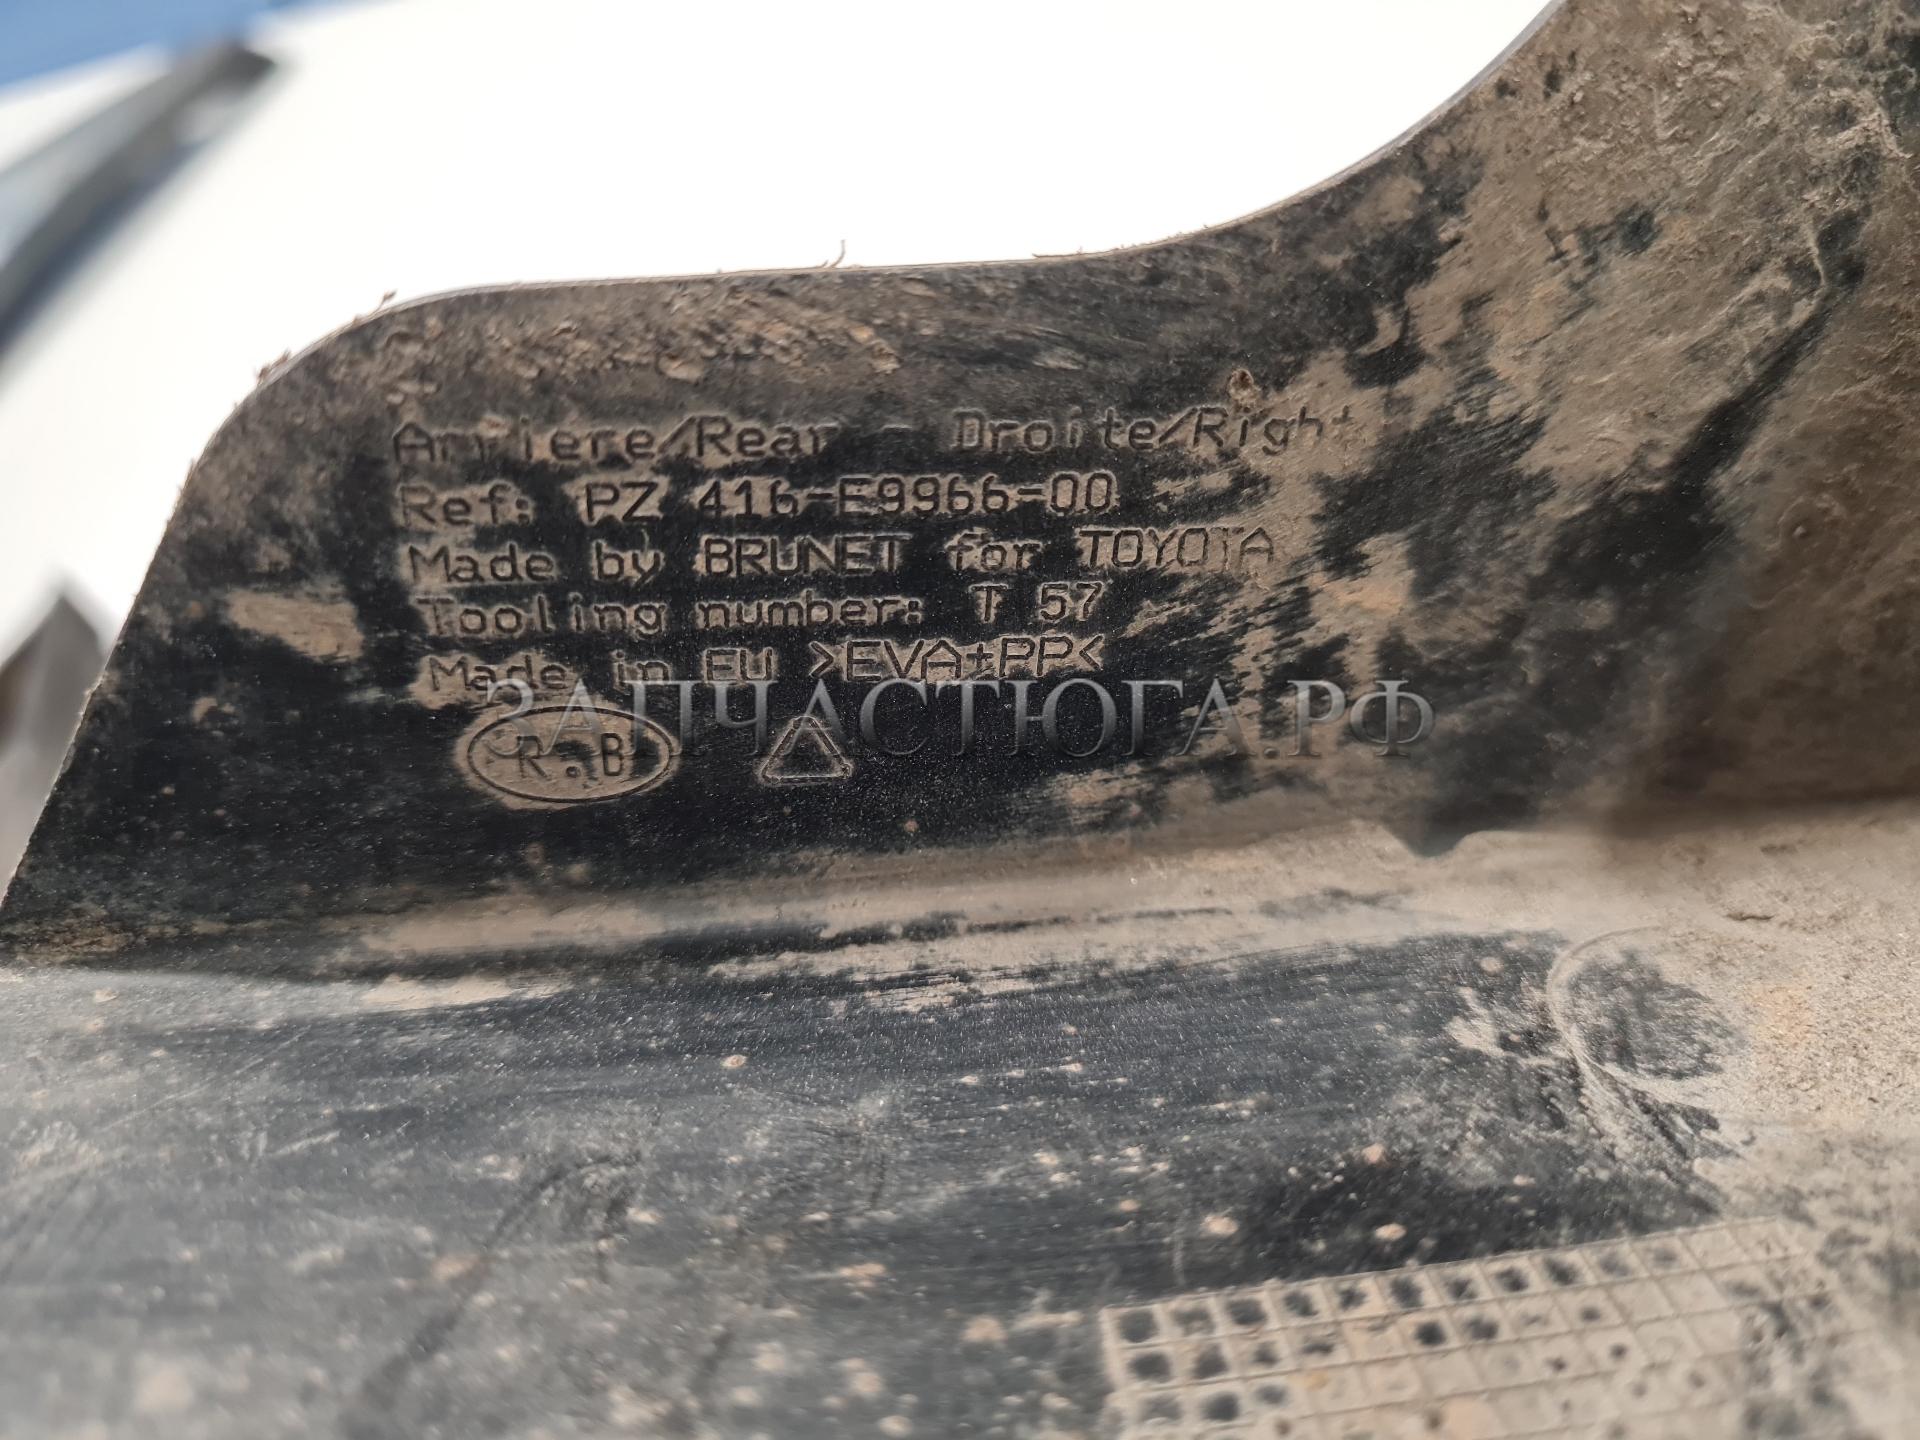 Arriere/Rear - Droite/Right
Ref: PZ 416-E9966-00
Made by BRUNET for TOYOTA
Tooling number: T 57
Made in EU >EVA+PP<
ЗАПЧАСТЮГА.РФ
R.B